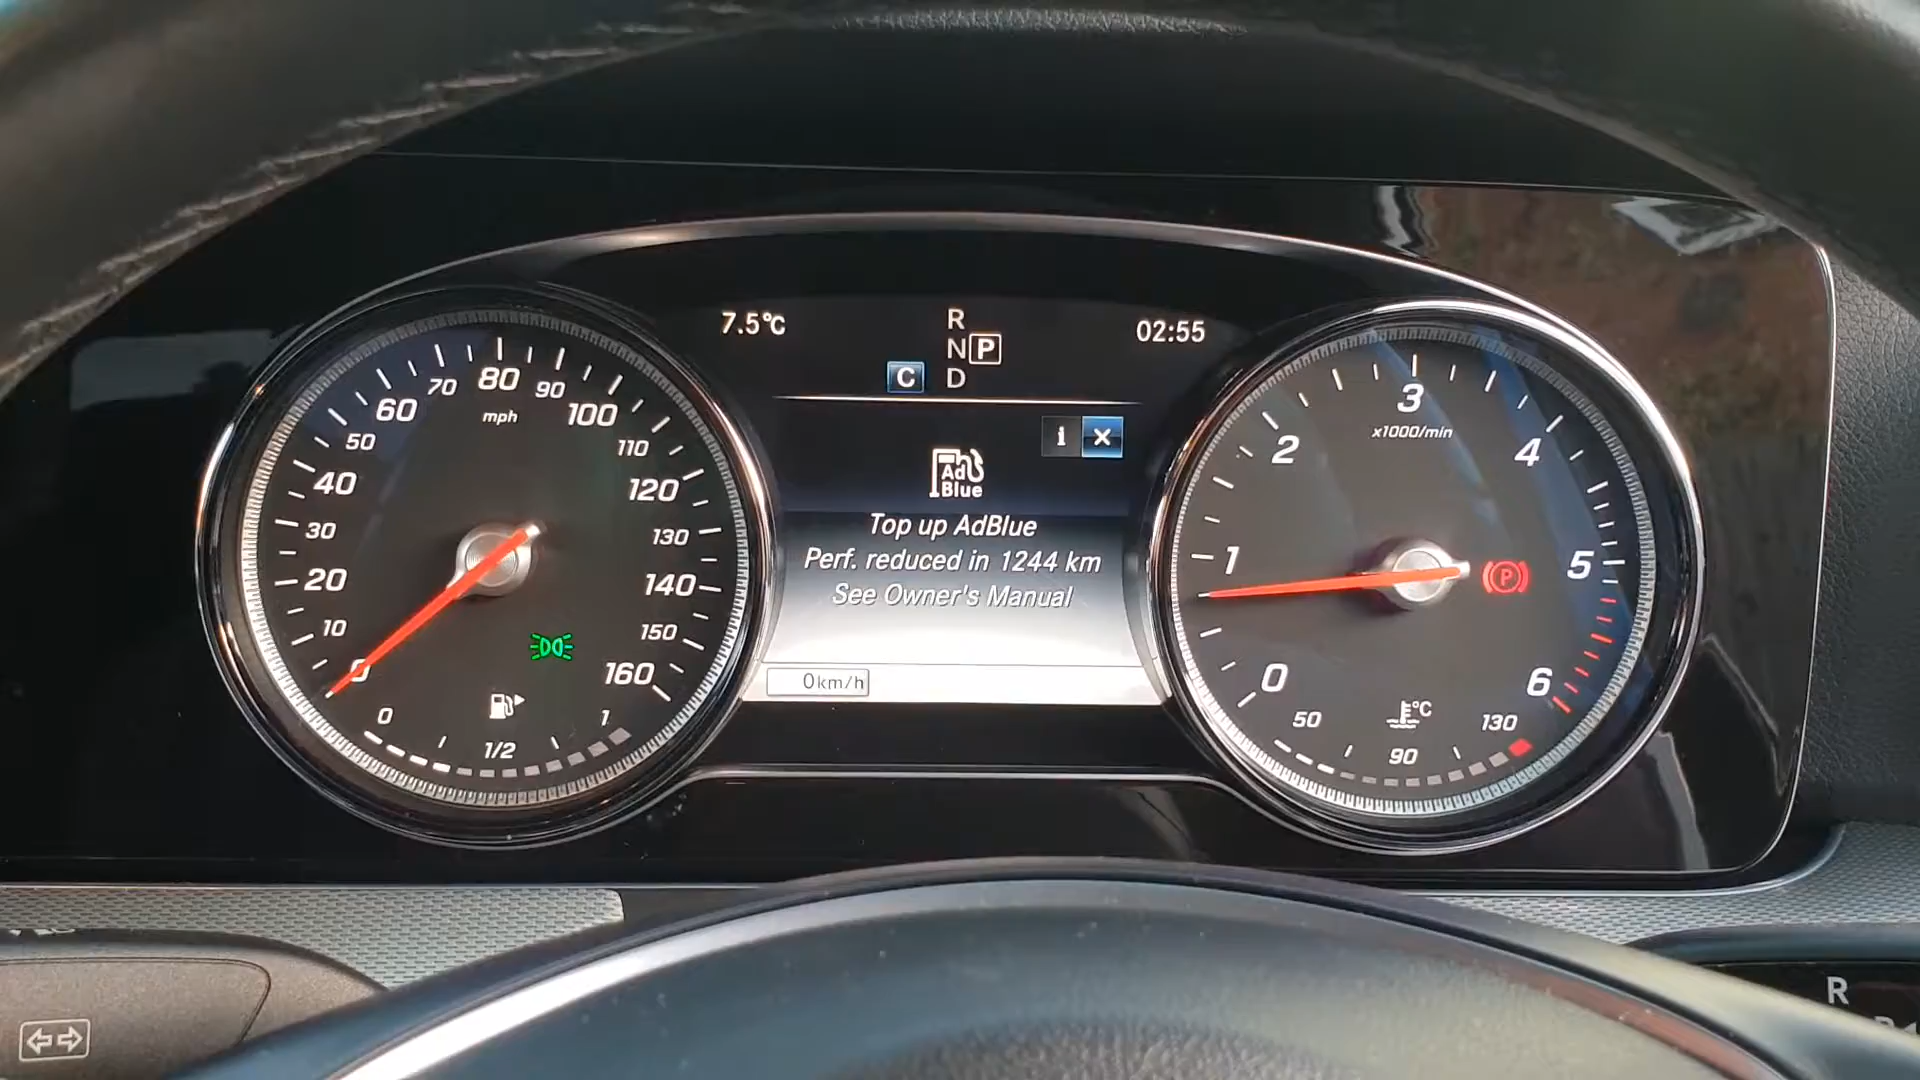 7.5°C
R
N P
C D
02:55
i X
Ad
Blue
Top up AdBlue
Perf. reduced in 1244 km
See Owner's Manual
0km/h
0 10 20 30 40 50 60 70 80 90 100 110 120 130 140 150 160
mph
0 1/2 1
0 1 2 3 4 5 6
x1000/min
P
50 90 130
°C
R